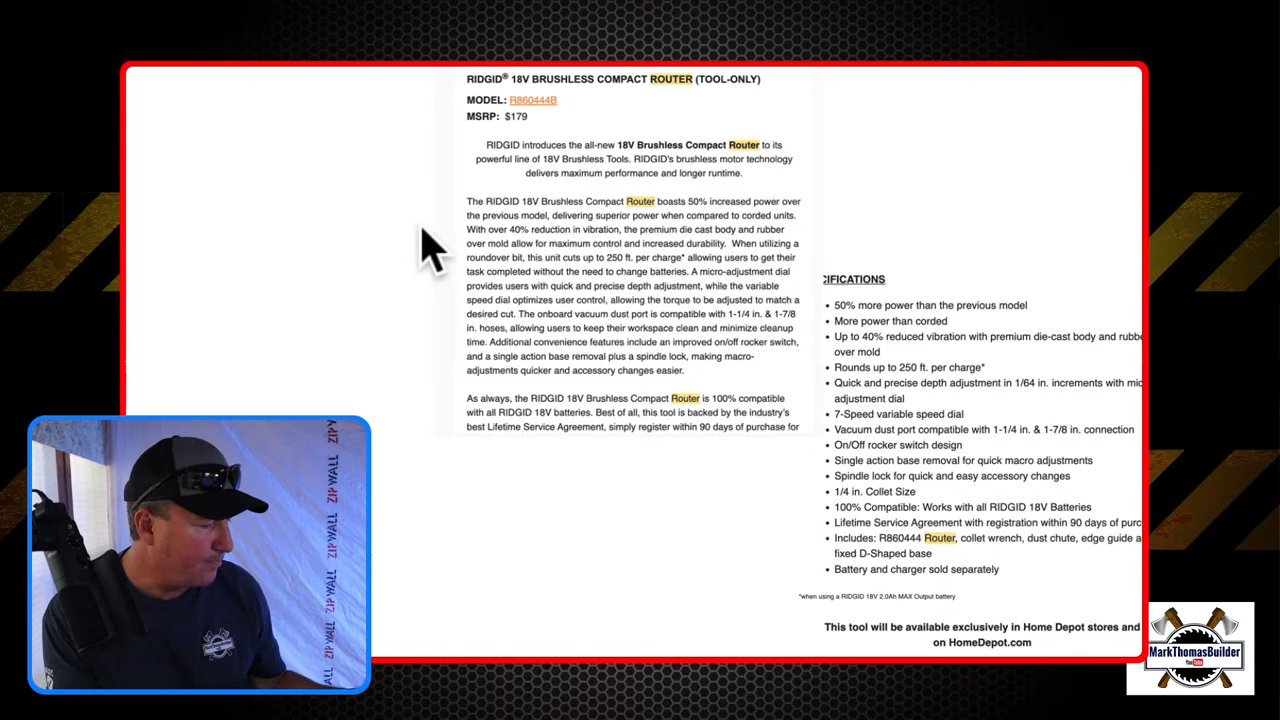 RIDGID® 18V BRUSHLESS COMPACT ROUTER (TOOL-ONLY)
MODEL: R860444B
MSRP: $179
RIDGID introduces the all-new 18V Brushless Compact Router to its
powerful line of 18V Brushless Tools. RIDGID's brushless motor technology
delivers maximum performance and longer runtime.
The RIDGID 18V Brushless Compact Router boasts 50% increased power over
the previous model, delivering superior power when compared to corded units.
With over 40% reduction in vibration, the premium die cast body and rubber
over mold allow for maximum control and increased durability. When utilizing a
roundover bit, this unit cuts up to 250 ft. per charge* allowing users to get their
task completed without the need to change batteries. A micro-adjustment dial
provides users with quick and precise depth adjustment, while the variable
speed dial optimizes user control, allowing the torque to be adjusted to match a
desired cut. The onboard vacuum dust port is compatible with 1-1/4 in. & 1-7/8
in. hoses, allowing users to keep their workspace clean and minimize cleanup
time. Additional convenience features include an improved on/off rocker switch,
and a single action base removal plus a spindle lock, making macro-
adjustments quicker and accessory changes easier.
As always, the RIDGID 18V Brushless Compact Router is 100% compatible
with all RIDGID 18V batteries. Best of all, this tool is backed by the industry's
best Lifetime Service Agreement, simply register within 90 days of purchase for
CIFICATIONS
• 50% more power than the previous model
• More power than corded
• Up to 40% reduced vibration with premium die-cast body and rubbe
over mold
• Rounds up to 250 ft. per charge*
• Quick and precise depth adjustment in 1/64 in. increments with mic
adjustment dial
• 7-Speed variable speed dial
• Vacuum dust port compatible with 1-1/4 in. & 1-7/8 in. connection
• On/Off rocker switch design
• Single action base removal for quick macro adjustments
• Spindle lock for quick and easy accessory changes
• 1/4 in. Collet Size
• 100% Compatible: Works with all RIDGID 18V Batteries
• Lifetime Service Agreement with registration within 90 days of purc
• Includes: R860444 Router, collet wrench, dust chute, edge guide a
fixed D-Shaped base
• Battery and charger sold separately
*when using a RIDGID 18V 2.0Ah MAX Output battery
This tool will be available exclusively in Home Depot stores and
on HomeDepot.com
ZIPWALL
ZIPWALL
ZIPWALL
MarkThomasBuilder
YouTube